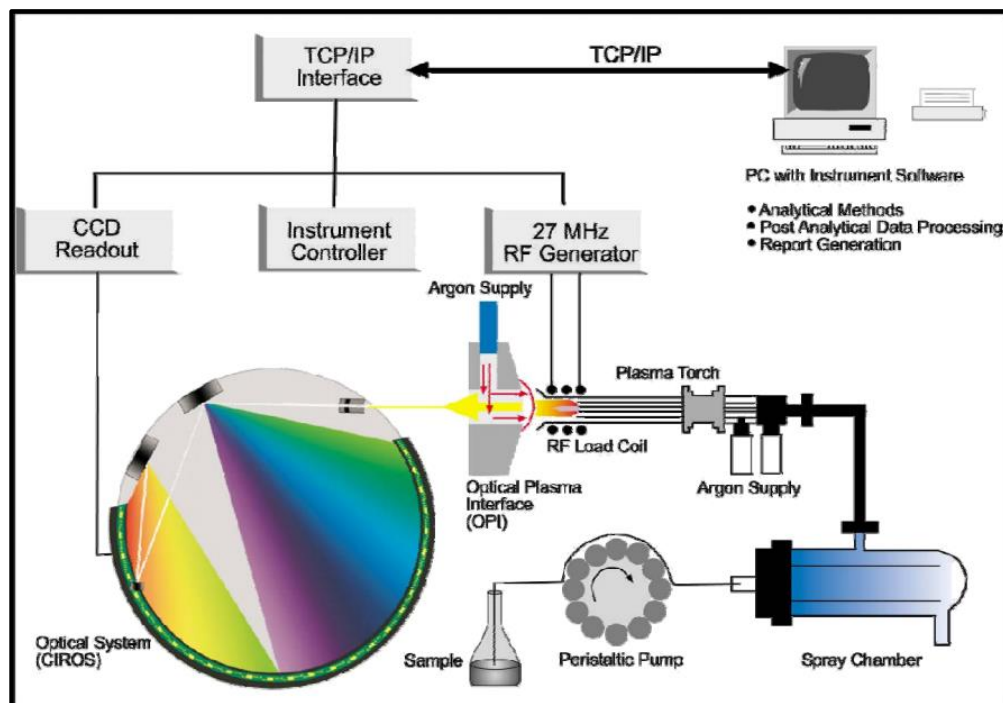 TCP/IP
Interface
TCP/IP
PC with Instrument Software
● Analytical Methods
● Post Analytical Data Processing
● Report Generation
CCD
Readout
Instrument
Controller
27 MHz
RF Generator
Argon Supply
Plasma Torch
RF Load Coil
Optical Plasma
Interface
(OPI)
Argon Supply
Optical System
(CIROS)
Sample
Peristaltic Pump
Spray Chamber